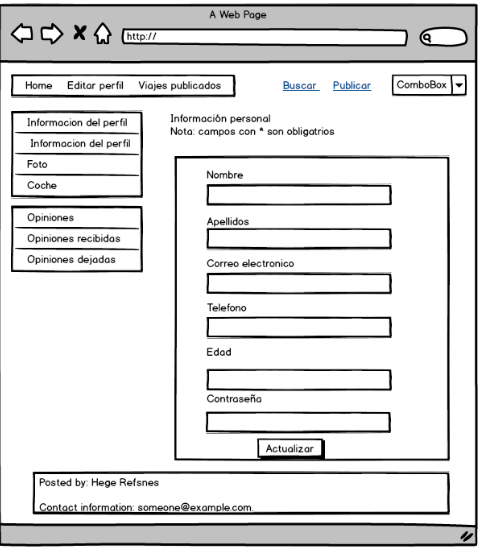 A Web Page
http://
Home Editar perfil Viajes publicados Buscar Publicar ComboBox
Informacion del perfil
Informacion del perfil
Foto
Coche
Opiniones
Opiniones recibidas
Opiniones dejadas
Información personal
Nota: campos con * son obligatrios
Nombre
Apellidos
Correo electronico
Telefono
Edad
Contraseña
Actualizar
Posted by: Hege Refsnes
Contact information: someone@example.com.